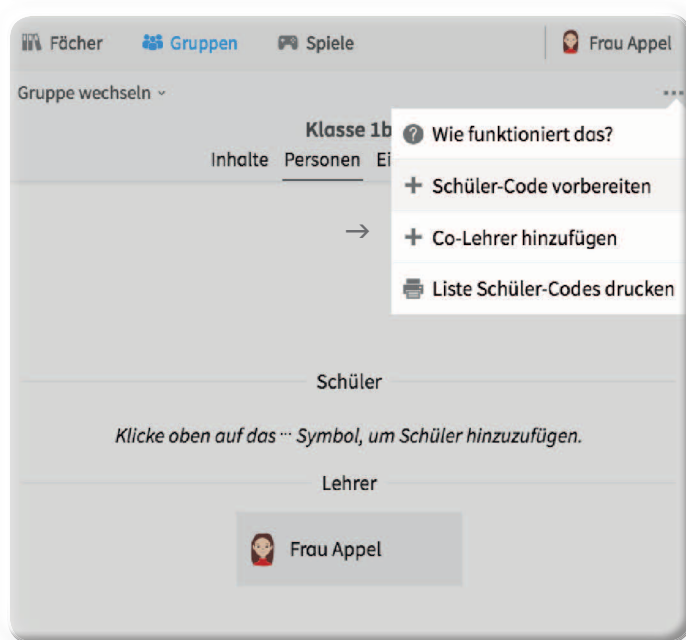 Fächer Gruppen Spiele Frau Appel
Gruppe wechseln
Klasse 1b
Inhalte Personen
Wie funktioniert das?
Schüler-Code vorbereiten
Co-Lehrer hinzufügen
Liste Schüler-Codes drucken
Schüler
Klicke oben auf das ··· Symbol, um Schüler hinzuzufügen.
Lehrer
Frau Appel